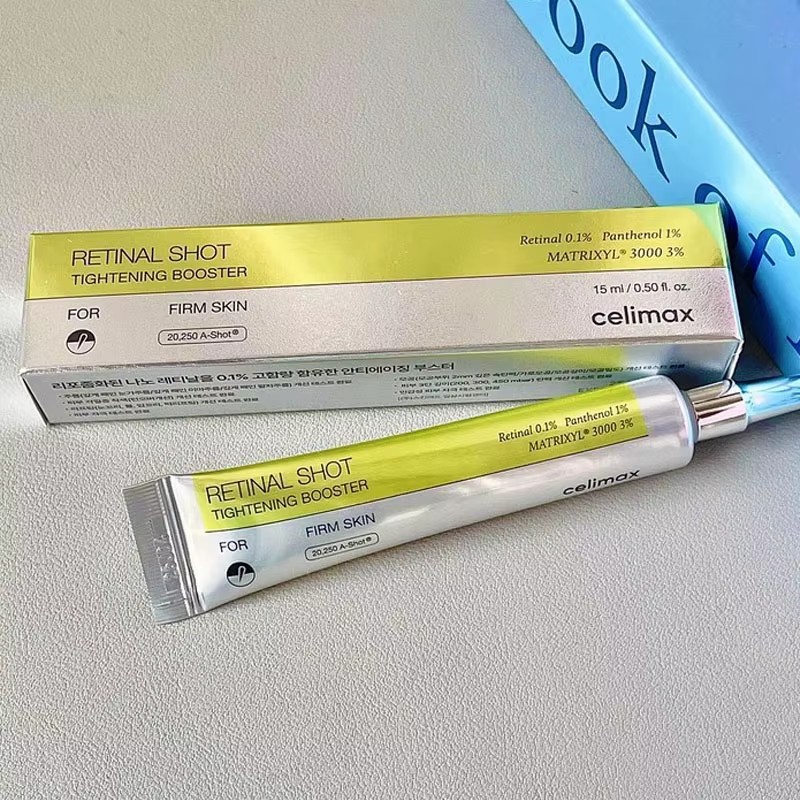 ook of
RETINAL SHOT
TIGHTENING BOOSTER
Retinal 0.1% Panthenol 1%
MATRIXYL® 3000 3%
FOR FIRM SKIN
20,250 A-Shot®
15 ml / 0.50 fl. oz.
celimax
리포좀화된 나노 레티날을 0.1% 고함량 함유한 안티에이징 부스터
RETINAL SHOT
TIGHTENING BOOSTER
Retinal 0.1% Panthenol 1%
MATRIXYL® 3000 3%
celimax
FOR FIRM SKIN
20,250 A-Shot®